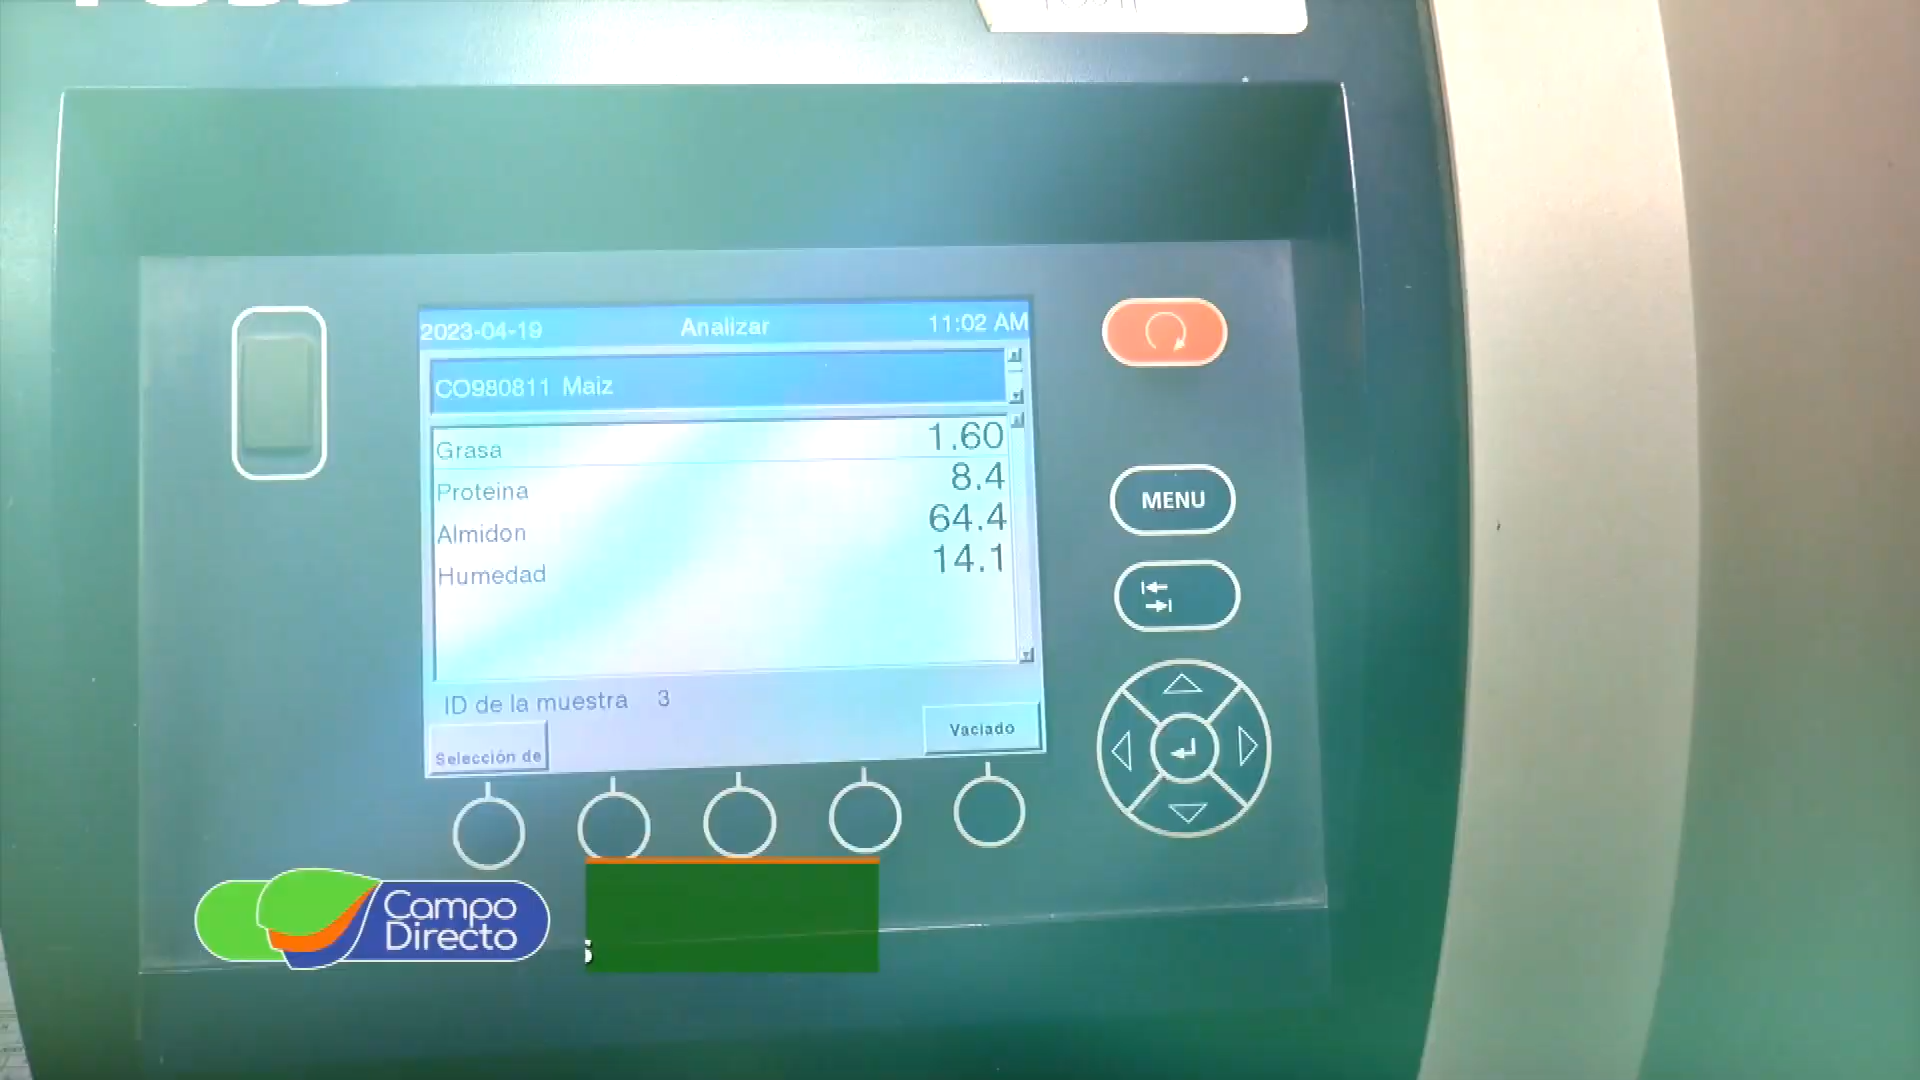 2023-04-19 Analizar 11:02 AM
CO980811 Maiz
Grasa 1.60
Proteina 8.4
Almidon 64.4
Humedad 14.1
ID de la muestra 3
Selección de
Vaciado
MENU
Campo
Directo